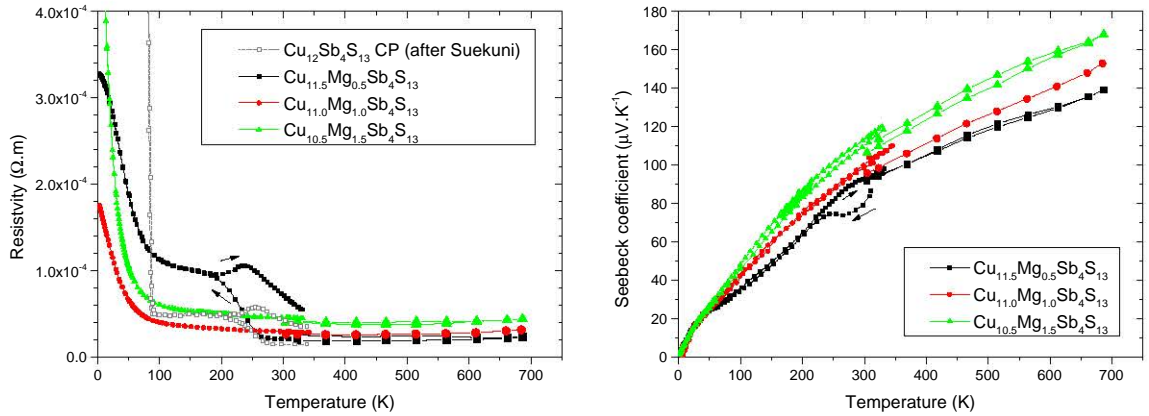 Resistivity (Ω.m)
4.0x10⁻⁴
3.0x10⁻⁴
2.0x10⁻⁴
1.0x10⁻⁴
0.0
Cu₁₂Sb₄S₁₃ CP (after Suekuni)
Cu₁₁.₅Mg₀.₅Sb₄S₁₃
Cu₁₁.₀Mg₁.₀Sb₄S₁₃
Cu₁₀.₅Mg₁.₅Sb₄S₁₃
0 100 200 300 400 500 600 700
Temperature (K)
Seebeck coefficient (µV.K⁻¹)
180
160
140
120
100
80
60
40
20
0
Cu₁₁.₅Mg₀.₅Sb₄S₁₃
Cu₁₁.₀Mg₁.₀Sb₄S₁₃
Cu₁₀.₅Mg₁.₅Sb₄S₁₃
0 100 200 300 400 500 600 700
Temperature (K)